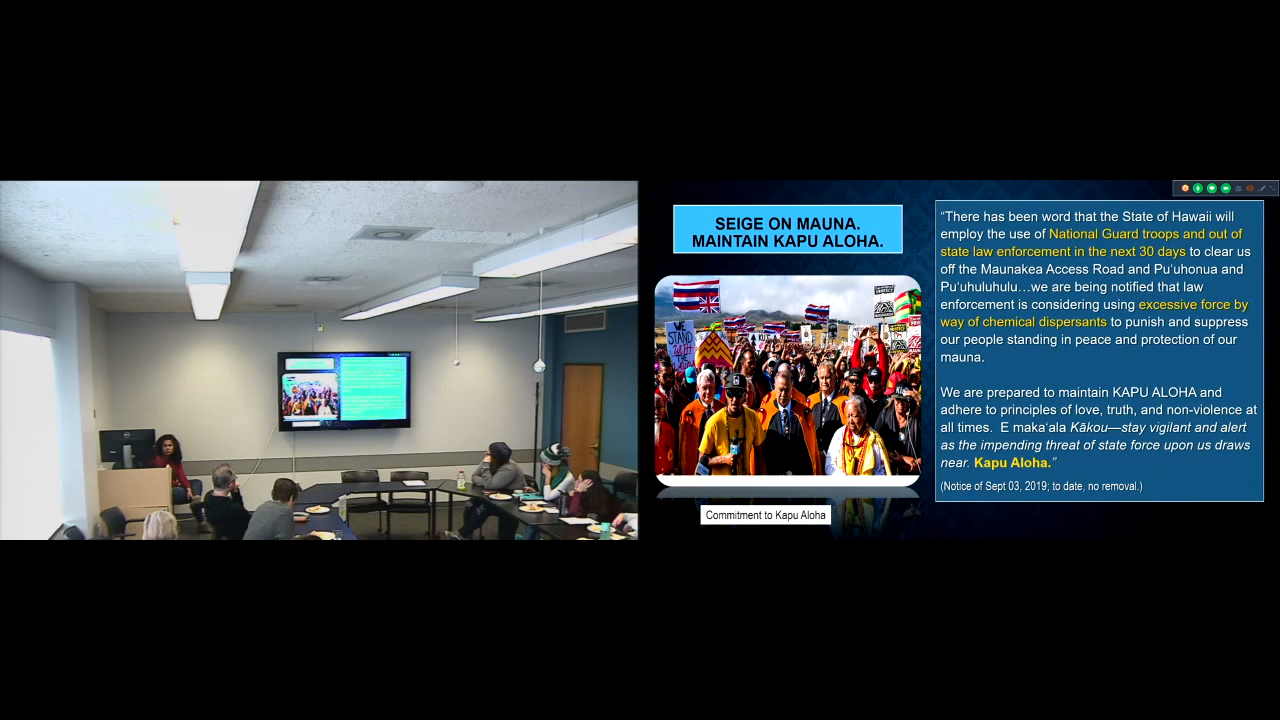 SEIGE ON MAUNA.
MAINTAIN KAPU ALOHA.
WE
STAND
Commitment to Kapu Aloha
“There has been word that the State of Hawaii will
employ the use of National Guard troops and out of
state law enforcement in the next 30 days to clear us
off the Maunakea Access Road and Pu‘uhonua and
Pu‘uhuluhulu…we are being notified that law
enforcement is considering using excessive force by
way of chemical dispersants to punish and suppress
our people standing in peace and protection of our
mauna.
We are prepared to maintain KAPU ALOHA and
adhere to principles of love, truth, and non-violence at
all times.  E maka‘ala Kākou—stay vigilant and alert
as the impending threat of state force upon us draws
near. Kapu Aloha.”
(Notice of Sept 03, 2019; to date, no removal.)